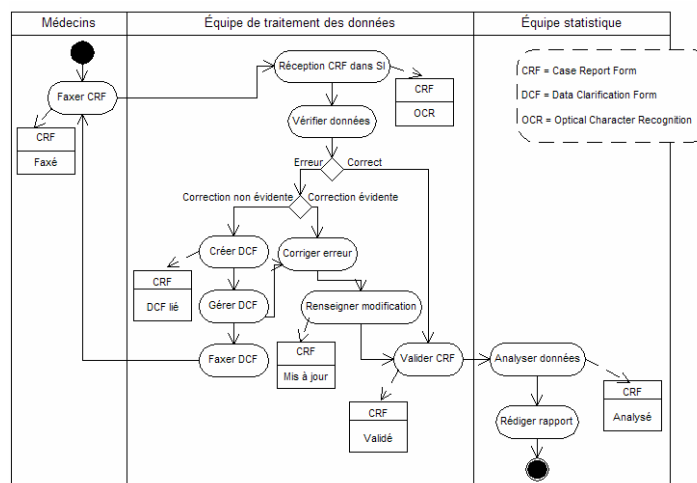 Médecins
Équipe de traitement des données
Équipe statistique
Faxer CRF
CRF
Faxé
Réception CRF dans SI
CRF
OCR
Vérifier données
Erreur
Correct
Correction non évidente
Correction évidente
Créer DCF
Corriger erreur
CRF
DCF lié
Gérer DCF
Renseigner modification
Faxer DCF
CRF
Mis à jour
Valider CRF
CRF
Validé
CRF = Case Report Form
DCF = Data Clarification Form
OCR = Optical Character Recognition
Analyser données
CRF
Analysé
Rédiger rapport